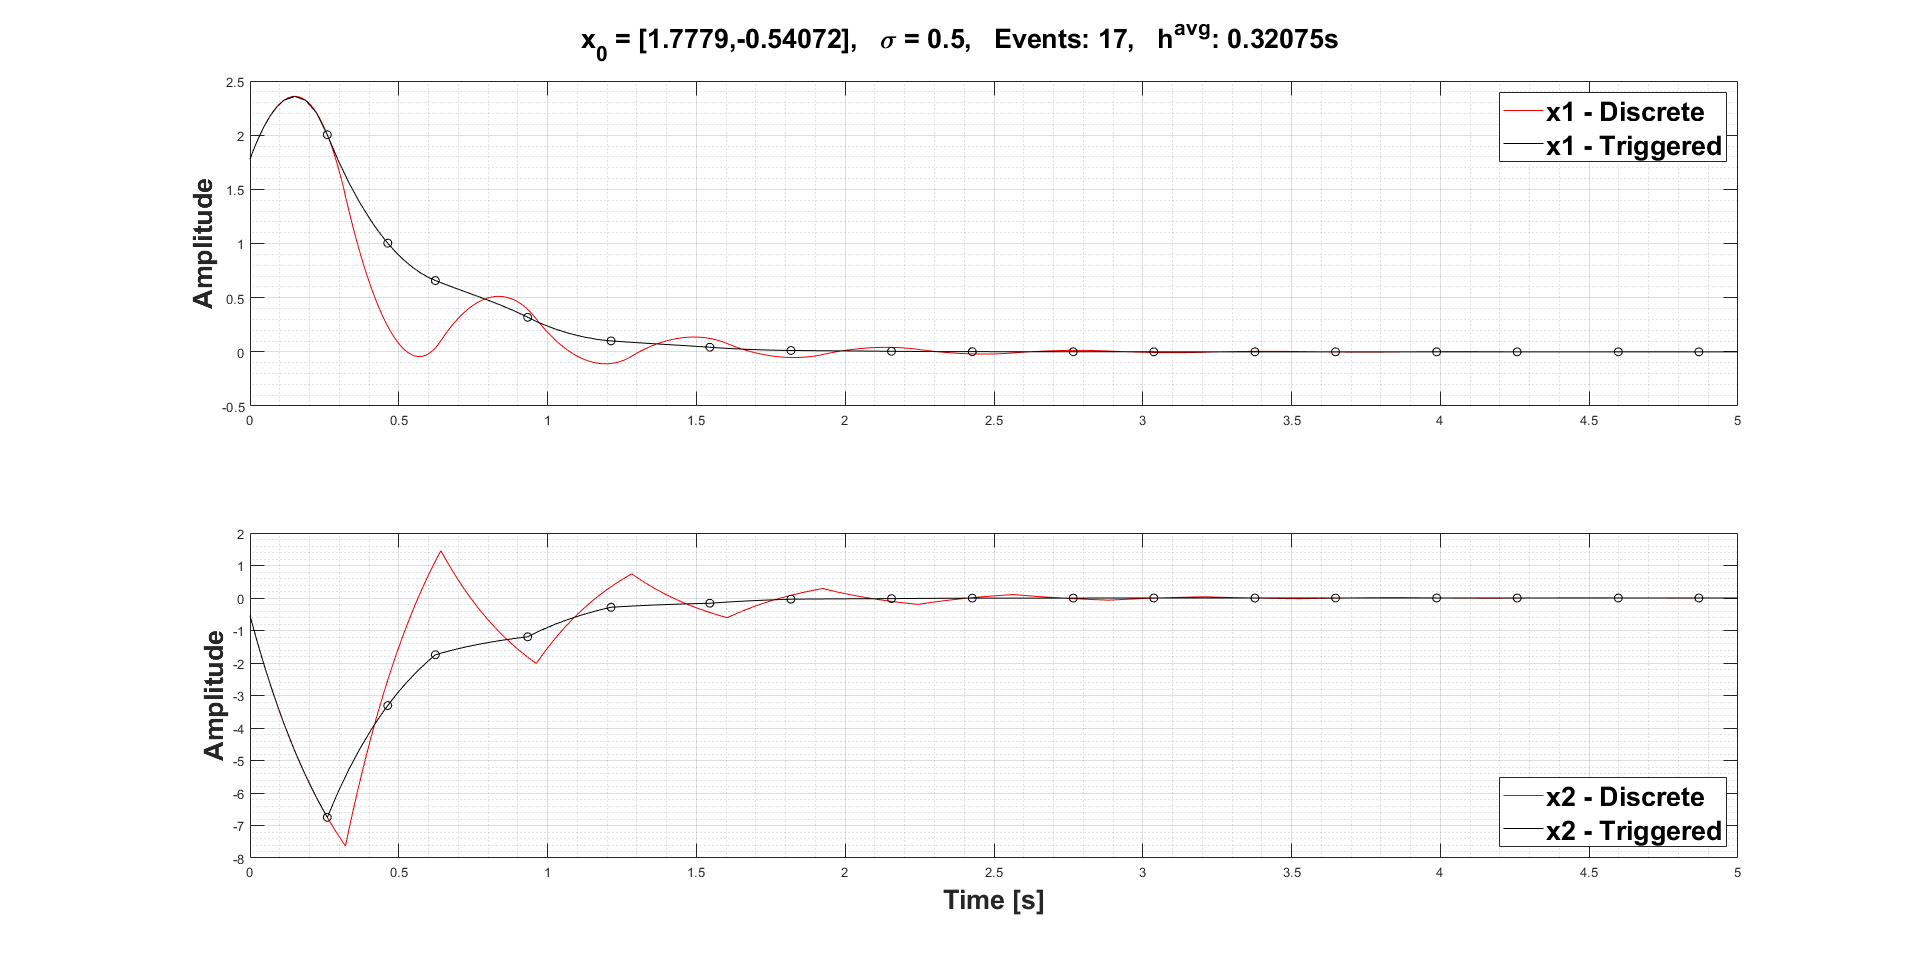 x0 = [1.7779,-0.54072],   σ = 0.5,   Events: 17,   h^avg: 0.32075s
2.5
2
1.5
1
0.5
0
-0.5
Amplitude
x1 - Discrete
x1 - Triggered
0 0.5 1 1.5 2 2.5 3 3.5 4 4.5 5
2
1
0
-1
-2
-3
-4
-5
-6
-7
-8
Amplitude
x2 - Discrete
x2 - Triggered
0 0.5 1 1.5 2 2.5 3 3.5 4 4.5 5
Time [s]